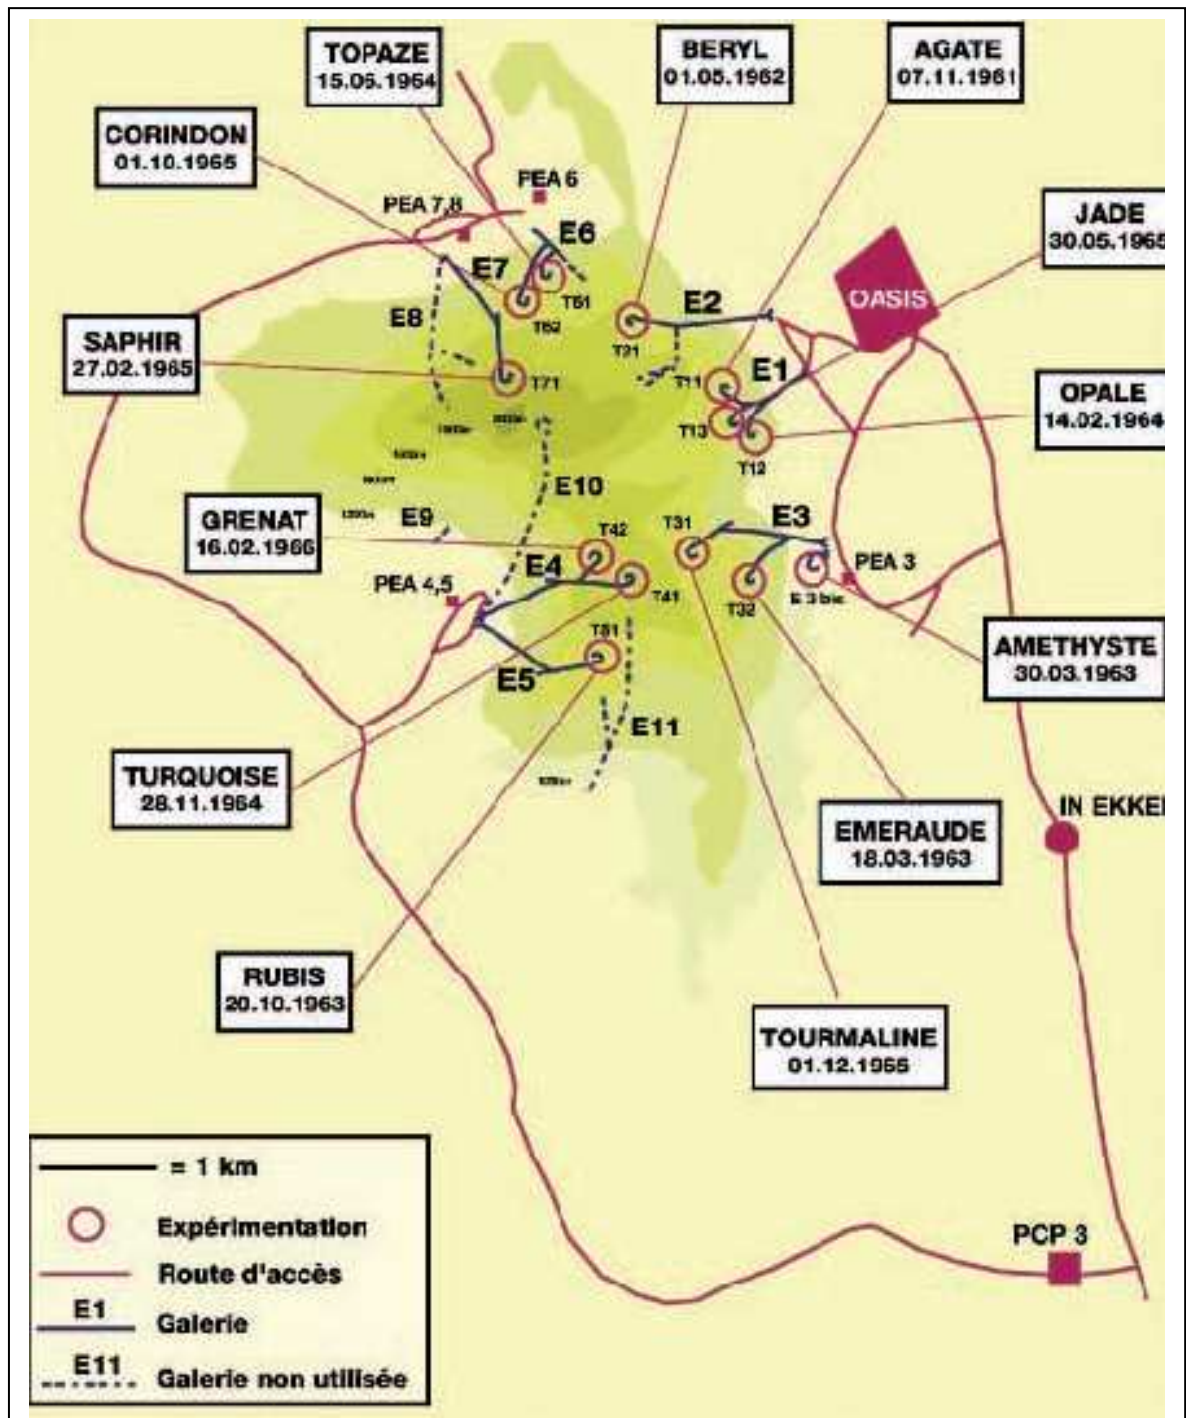 TOPAZE
15.06.1964
BERYL
01.05.1962
AGATE
07.11.1961
CORINDON
01.10.1965
PEA 6
PEA 7,8
JADE
30.05.1965
E6
E7
T61
T62
E8
E2
OASIS
T21
SAPHIR
27.02.1965
T71
T11
E1
OPALE
14.02.1964
T13
T12
E10
GRENAT
16.02.1966
E9
T42
T31
E3
E4
PEA 3
PEA 4,5
T41
T32
E 3 bis
T51
AMETHYSTE
30.03.1963
E5
E11
TURQUOISE
28.11.1964
IN EKKE
EMERAUDE
18.03.1963
RUBIS
20.10.1963
TOURMALINE
01.12.1965
= 1 km
Expérimentation
Route d'accès
E1
Galerie
E11
Galerie non utilisée
PCP 3